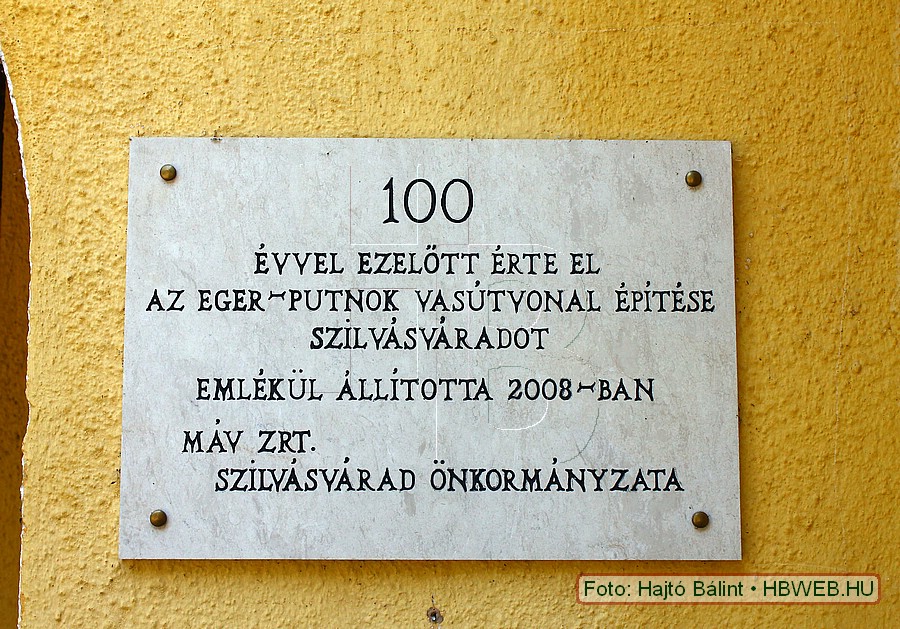 100
ÉVVEL EZELŐTT ÉRTE EL
AZ EGER-PUTNOK VASÚTVONAL ÉPÍTÉSE
SZILVÁSVÁRADOT
EMLÉKÜL ÁLLÍTOTTA 2008-BAN
MÁV ZRT.
SZILVÁSVÁRAD ÖNKORMÁNYZATA
Foto: Hajtó Bálint • HBWEB.HU